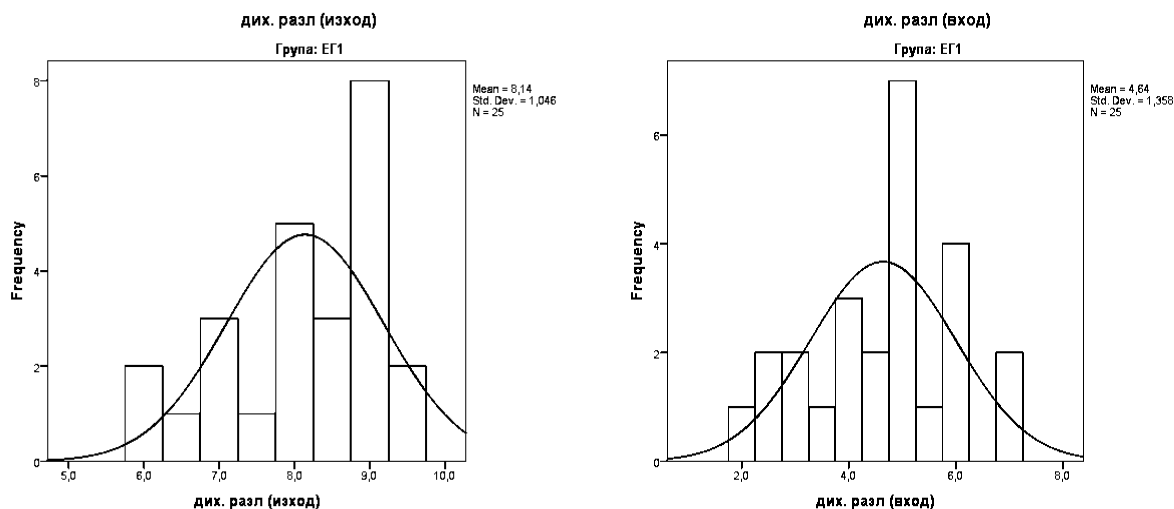 дих. разл (изход)
Група: ЕГ1
Mean = 8,14
Std. Dev. = 1,046
N = 25
8
6
4
2
0
Frequency
5,0 6,0 7,0 8,0 9,0 10,0
дих. разл (изход)
дих. разл (вход)
Група: ЕГ1
Mean = 4,64
Std. Dev. = 1,358
N = 25
6
4
2
0
Frequency
2,0 4,0 6,0 8,0
дих. разл (вход)